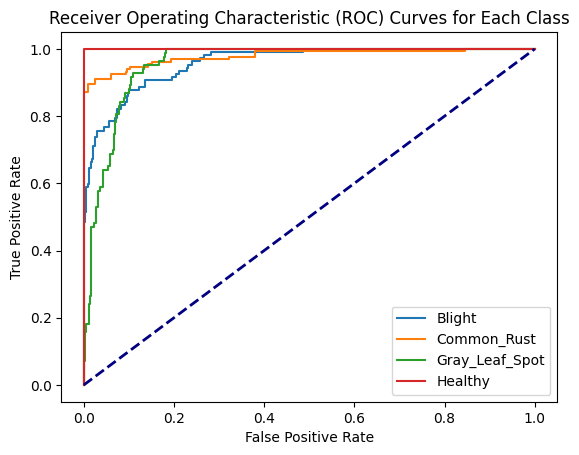 Receiver Operating Characteristic (ROC) Curves for Each Class
1.0
0.8
0.6
0.4
0.2
0.0
True Positive Rate
Blight
Common_Rust
Gray_Leaf_Spot
Healthy
0.0 0.2 0.4 0.6 0.8 1.0
False Positive Rate